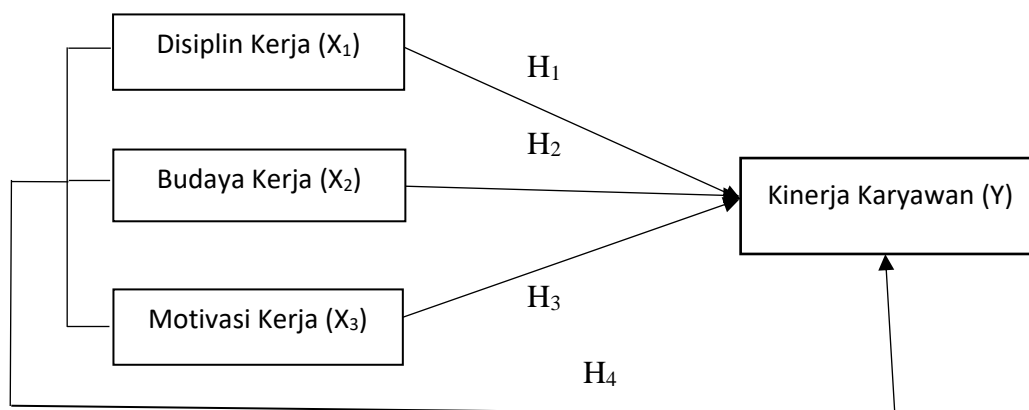 Disiplin Kerja (X₁)
H₁
H₂
Budaya Kerja (X₂)
Kinerja Karyawan (Y)
H₃
Motivasi Kerja (X₃)
H₄